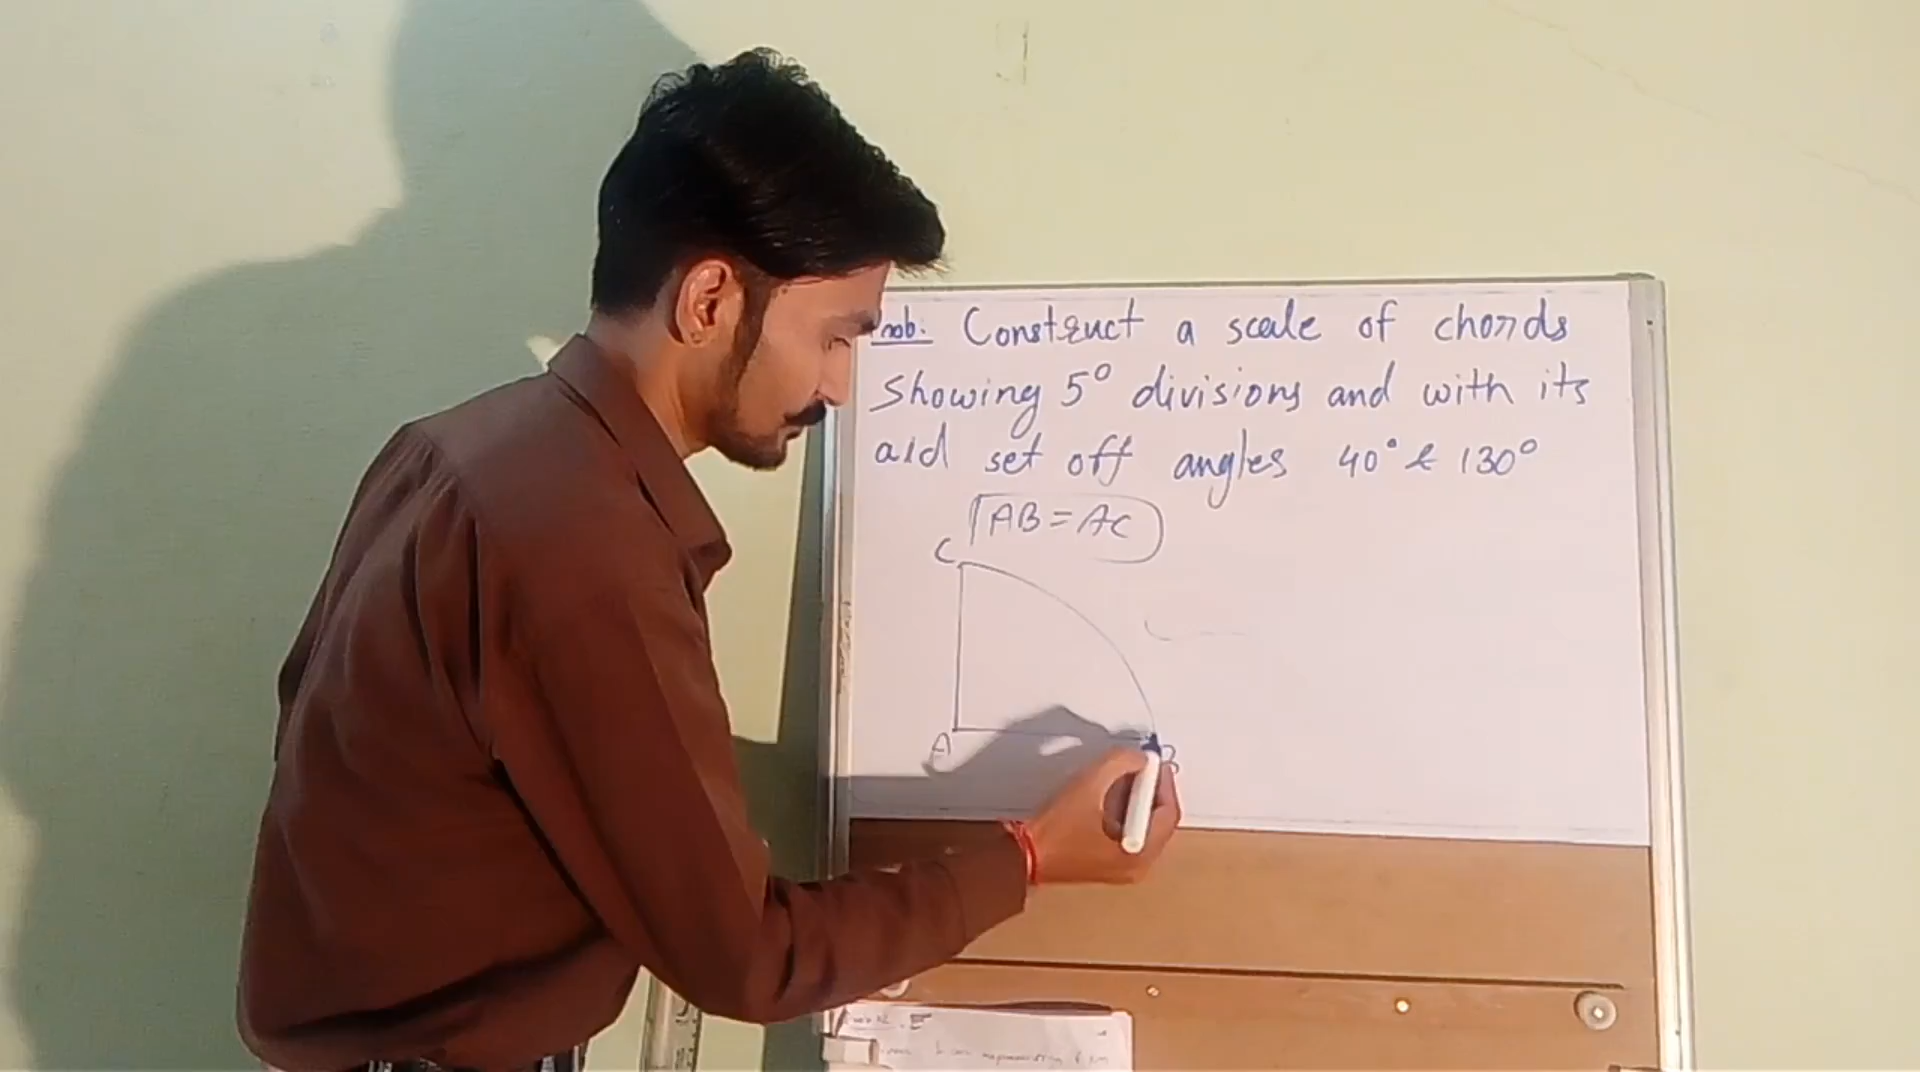 Prob. Construct a scale of chords
showing 5° divisions and with its
aid set off angles 40° & 130°
AB = AC
C
A
B